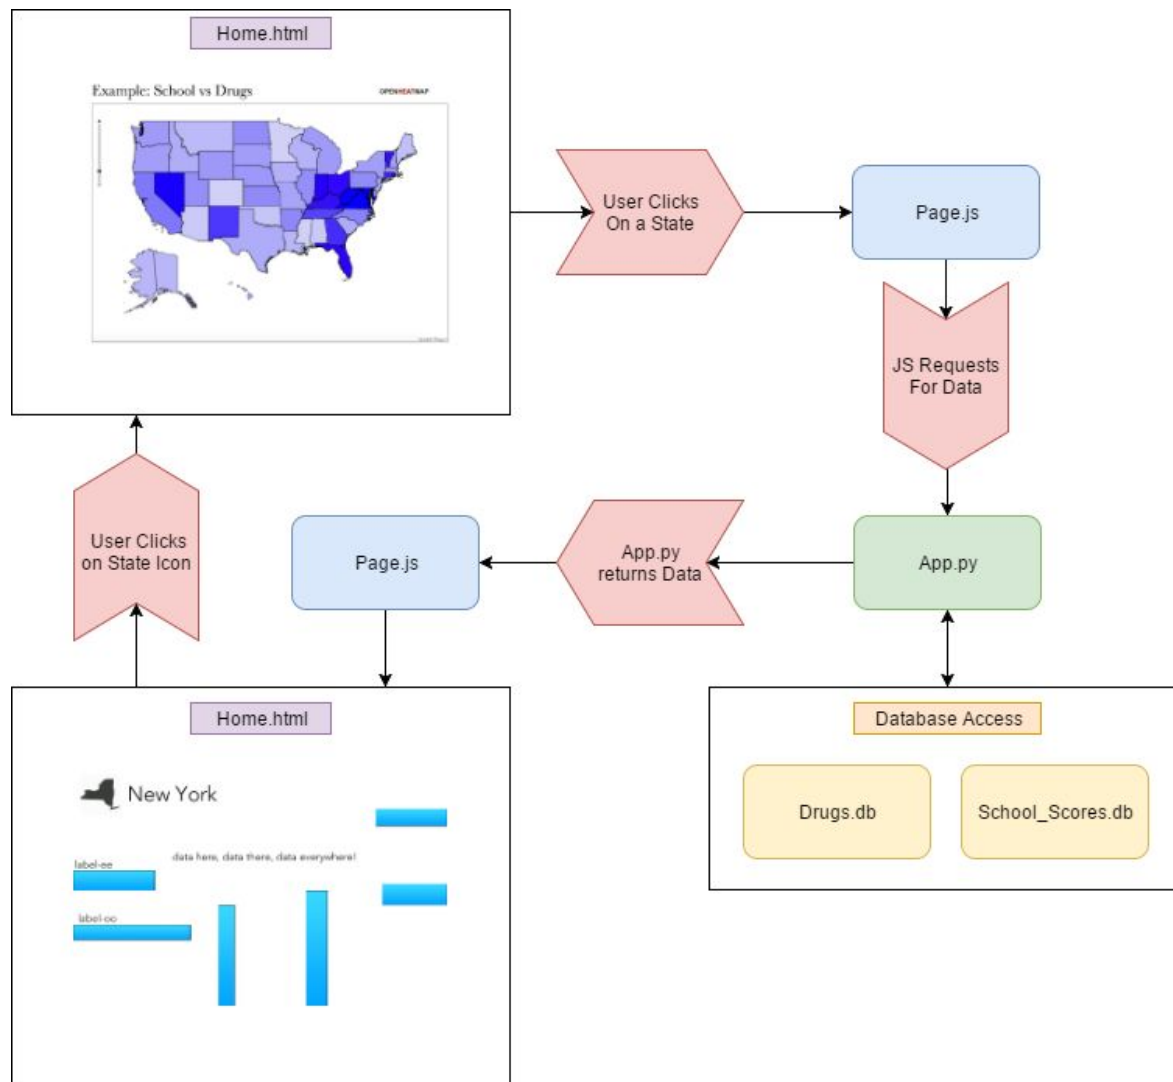 Home.html
Example: School vs Drugs
OPENHEATMAP
User Clicks
On a State
Page.js
JS Requests
For Data
User Clicks
on State Icon
Page.js
App.py
returns Data
App.py
Home.html
New York
data here, data there, data everywhere!
label-ee
label-oo
Database Access
Drugs.db
School_Scores.db